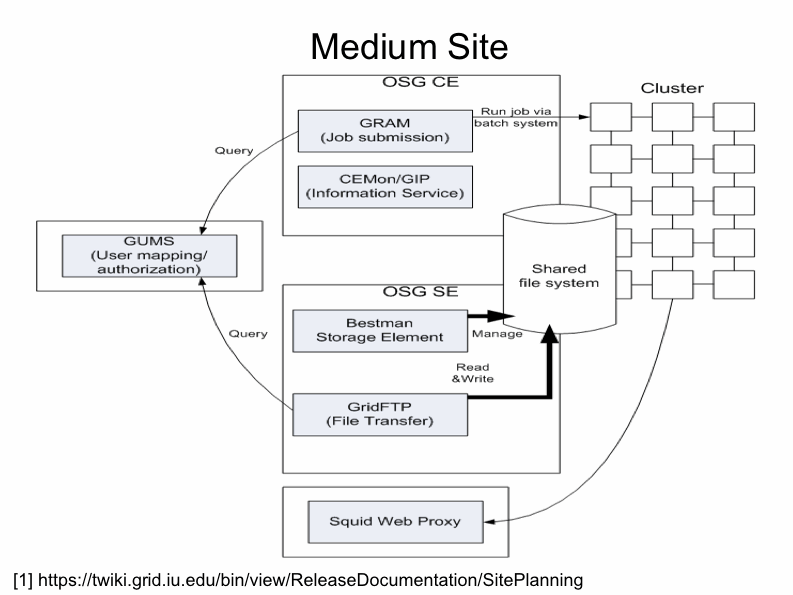 Medium Site
OSG CE
Cluster
GRAM
(Job submission)
Run job via
batch system
Query
CEMon/GIP
(Information Service)
GUMS
(User mapping/
authorization)
Shared
file system
OSG SE
Bestman
Storage Element
Manage
Query
Read
&Write
GridFTP
(File Transfer)
Squid Web Proxy
[1] https://twiki.grid.iu.edu/bin/view/ReleaseDocumentation/SitePlanning